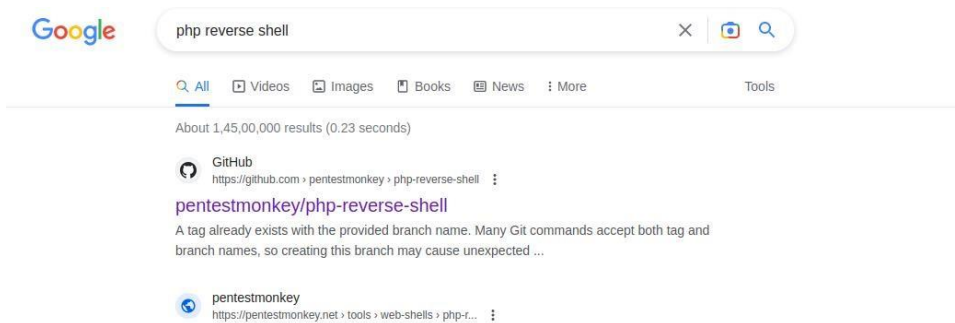 Google
php reverse shell
All Videos Images Books News More Tools
About 1,45,00,000 results (0.23 seconds)
GitHub
https://github.com › pentestmonkey › php-reverse-shell
pentestmonkey/php-reverse-shell
A tag already exists with the provided branch name. Many Git commands accept both tag and
branch names, so creating this branch may cause unexpected ...
pentestmonkey
https://pentestmonkey.net › tools › web-shells › php-r...